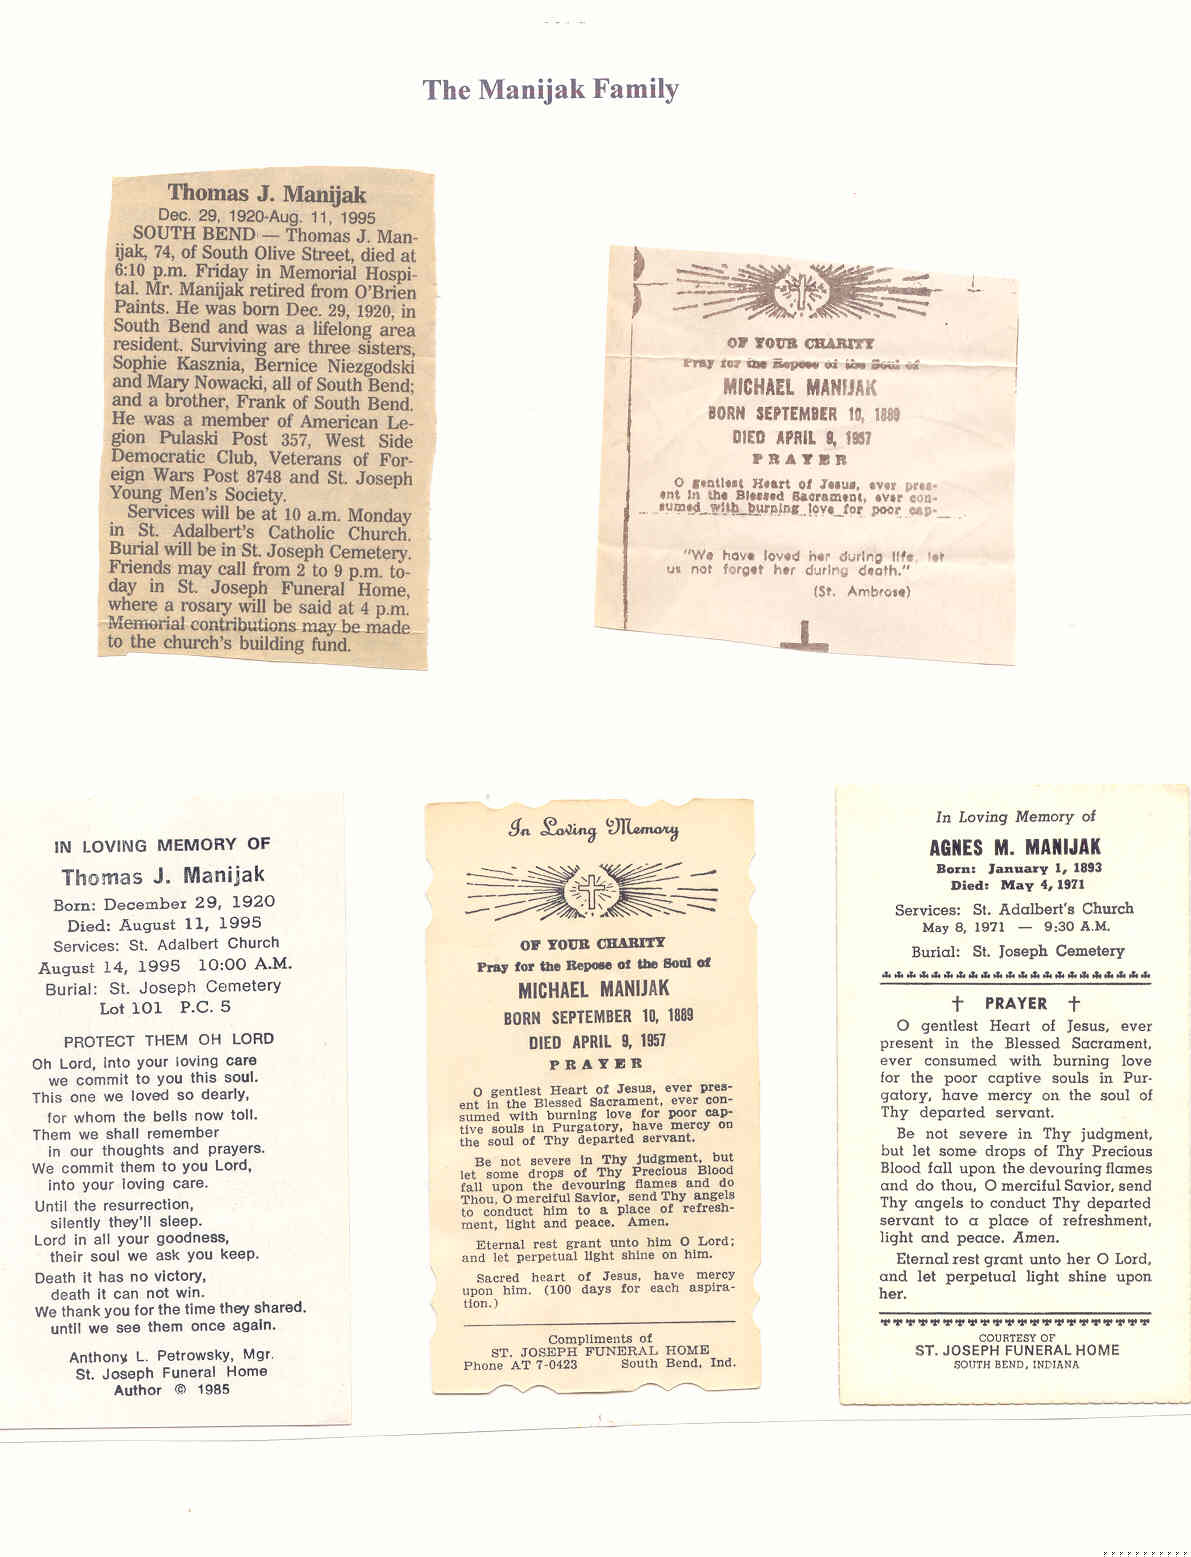 The Manijak Family
Thomas J. Manijak
Dec. 29, 1920-Aug. 11, 1995
SOUTH BEND — Thomas J. Man-
ijak, 74, of South Olive Street, died at
6:10 p.m. Friday in Memorial Hospi-
tal. Mr. Manijak retired from O'Brien
Paints. He was born Dec. 29, 1920, in
South Bend and was a lifelong area
resident. Surviving are three sisters,
Sophie Kasznia, Bernice Niezgodski
and Mary Nowacki, all of South Bend;
and a brother, Frank of South Bend.
He was a member of American Le-
gion Pulaski Post 357, West Side
Democratic Club, Veterans of For-
eign Wars Post 8748 and St. Joseph
Young Men's Society.
Services will be at 10 a.m. Monday
in St. Adalbert's Catholic Church.
Burial will be in St. Joseph Cemetery.
Friends may call from 2 to 9 p.m. to-
day in St. Joseph Funeral Home,
where a rosary will be said at 4 p.m.
Memorial contributions may be made
to the church's building fund.
OF YOUR CHARITY
Pray for the Repose of the Soul of
MICHAEL MANIJAK
BORN SEPTEMBER 10, 1889
DIED APRIL 9, 1957
PRAYER
O gentlest Heart of Jesus, ever pres-
ent in the Blessed Sacrament, ever con-
sumed with burning love for poor cap-
"We have loved her during life, let
us not forget her during death."
(St. Ambrose)
IN LOVING MEMORY OF
Thomas J. Manijak
Born: December 29, 1920
Died: August 11, 1995
Services: St. Adalbert Church
August 14, 1995 10:00 A.M.
Burial: St. Joseph Cemetery
Lot 101 P.C. 5
PROTECT THEM OH LORD
Oh Lord, into your loving care
we commit to you this soul.
This one we loved so dearly,
for whom the bells now toll.
Them we shall remember
in our thoughts and prayers.
We commit them to you Lord,
into your loving care.
Until the resurrection,
silently they'll sleep.
Lord in all your goodness,
their soul we ask you keep.
Death it has no victory,
death it can not win.
We thank you for the time they shared.
until we see them once again.
Anthony L. Petrowsky, Mgr.
St. Joseph Funeral Home
Author © 1985
In Loving Memory
OF YOUR CHARITY
Pray for the Repose of the Soul of
MICHAEL MANIJAK
BORN SEPTEMBER 10, 1889
DIED APRIL 9, 1957
PRAYER
O gentlest Heart of Jesus, ever pres-
ent in the Blessed Sacrament, ever con-
sumed with burning love for poor cap-
tive souls in Purgatory, have mercy on
the soul of Thy departed servant.
Be not severe in Thy judgment, but
let some drops of Thy Precious Blood
fall upon the devouring flames and do
Thou, O merciful Savior, send Thy angels
to conduct him to a place of refresh-
ment, light and peace. Amen.
Eternal rest grant unto him O Lord;
and let perpetual light shine on him.
Sacred heart of Jesus, have mercy
upon him. (100 days for each aspira-
tion.)
Compliments of
ST. JOSEPH FUNERAL HOME
Phone AT 7-0423 South Bend, Ind.
In Loving Memory of
AGNES M. MANIJAK
Born: January 1, 1893
Died: May 4, 1971
Services: St. Adalbert's Church
May 8, 1971 — 9:30 A.M.
Burial: St. Joseph Cemetery
† PRAYER †
O gentlest Heart of Jesus, ever
present in the Blessed Sacrament,
ever consumed with burning love
for the poor captive souls in Pur-
gatory, have mercy on the soul of
Thy departed servant.
Be not severe in Thy judgment,
but let some drops of Thy Precious
Blood fall upon the devouring flames
and do thou, O merciful Savior, send
Thy angels to conduct Thy departed
servant to a place of refreshment,
light and peace. Amen.
Eternal rest grant unto her O Lord,
and let perpetual light shine upon
her.
COURTESY OF
ST. JOSEPH FUNERAL HOME
SOUTH BEND, INDIANA